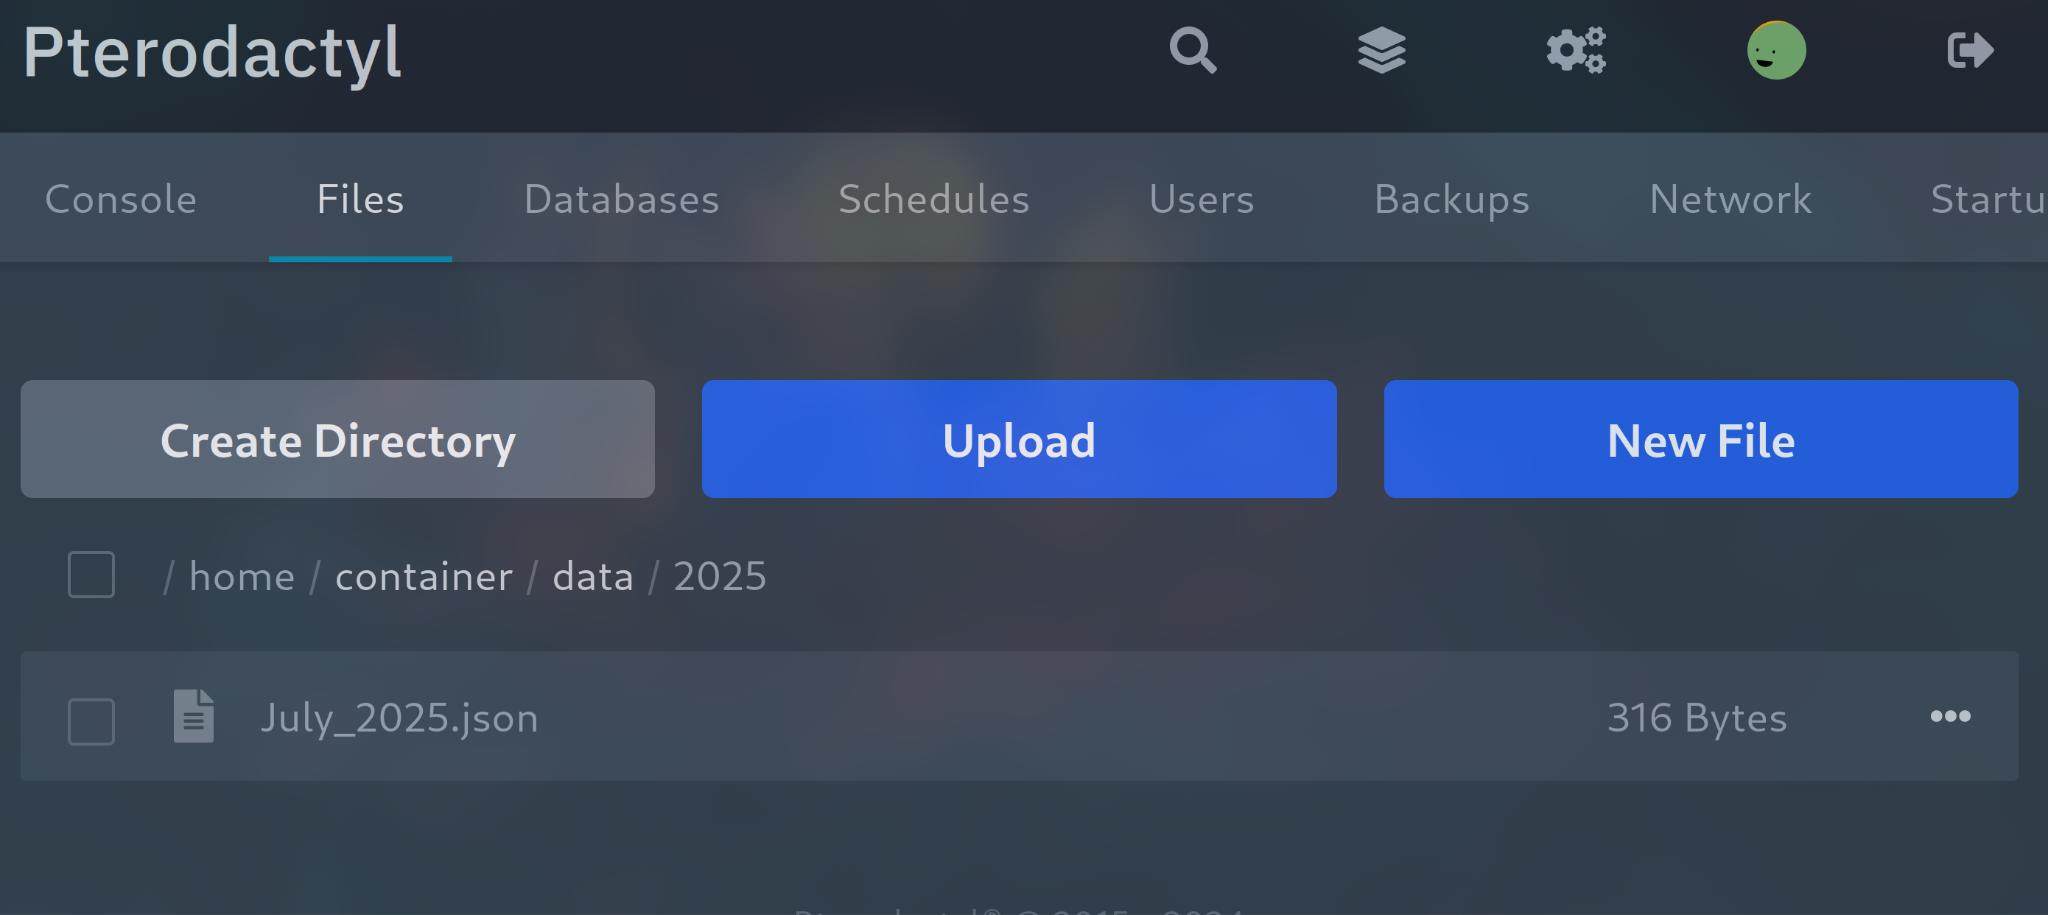 Pterodactyl
Console Files Databases Schedules Users Backups Network Startu
Create Directory Upload New File
/ home / container / data / 2025
July_2025.json 316 Bytes